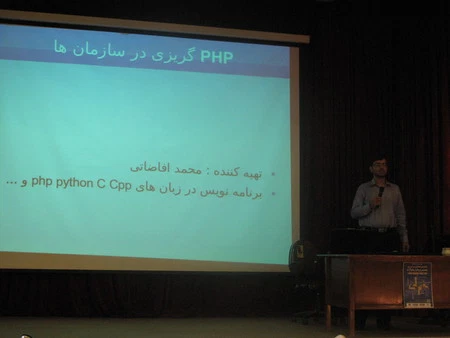 PHP گریزی در سازمان ها
تهیه کننده : محمد افاضاتی
برنامه نویس در زبان های php python C Cpp و ...